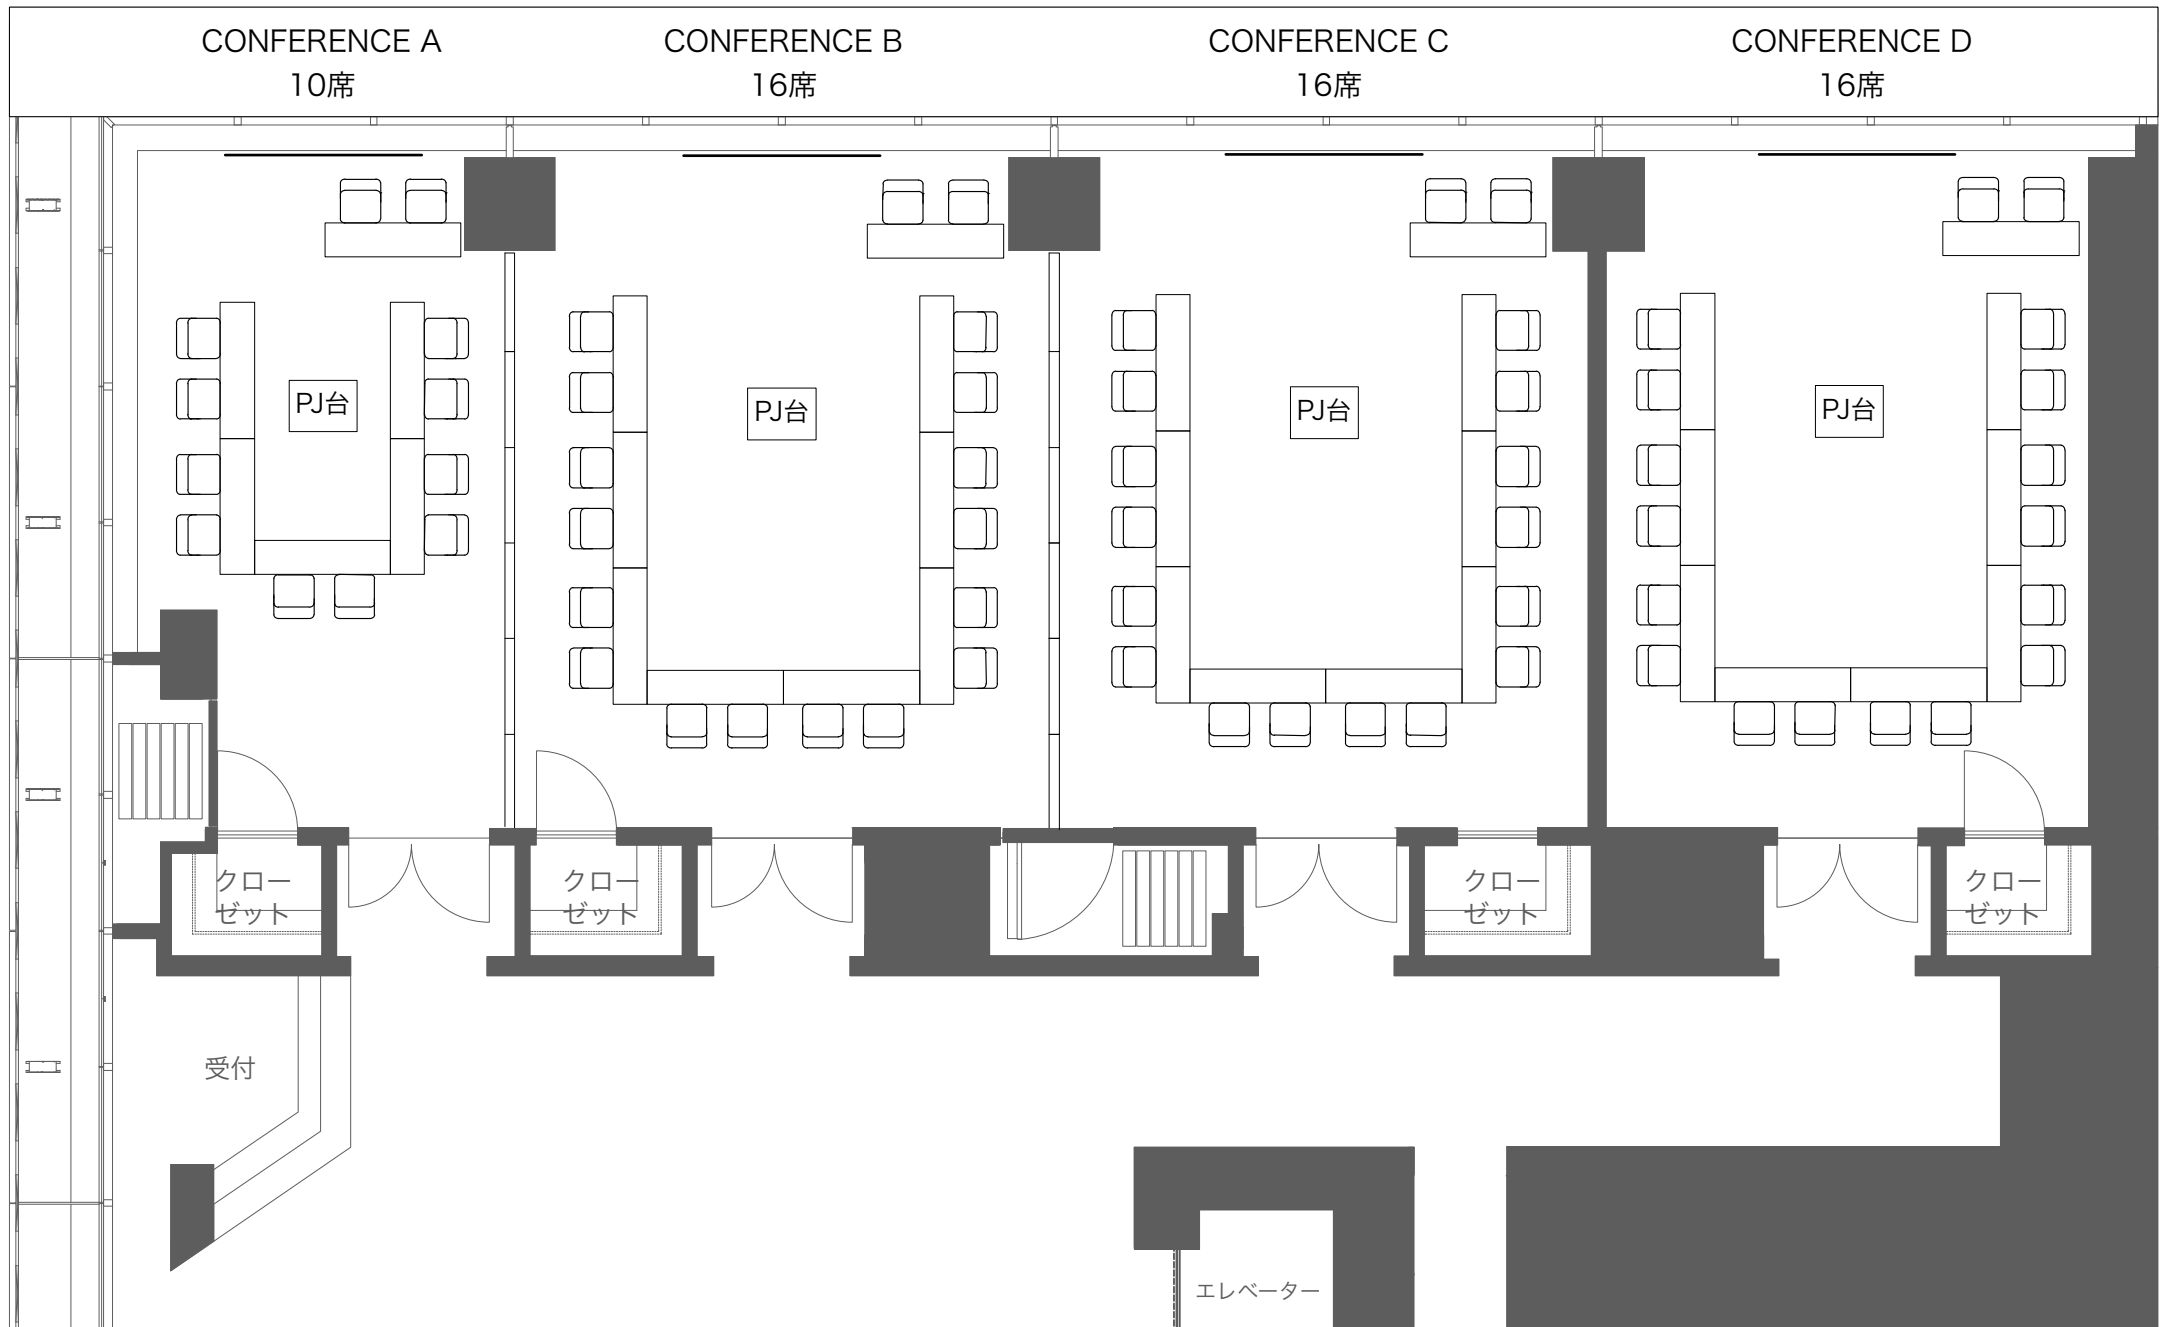 CONFERENCE A
10席
CONFERENCE B
16席
CONFERENCE C
16席
CONFERENCE D
16席
PJ台
PJ台
PJ台
PJ台
クロー
ゼット
クロー
ゼット
クロー
ゼット
クロー
ゼット
受付
エレベーター